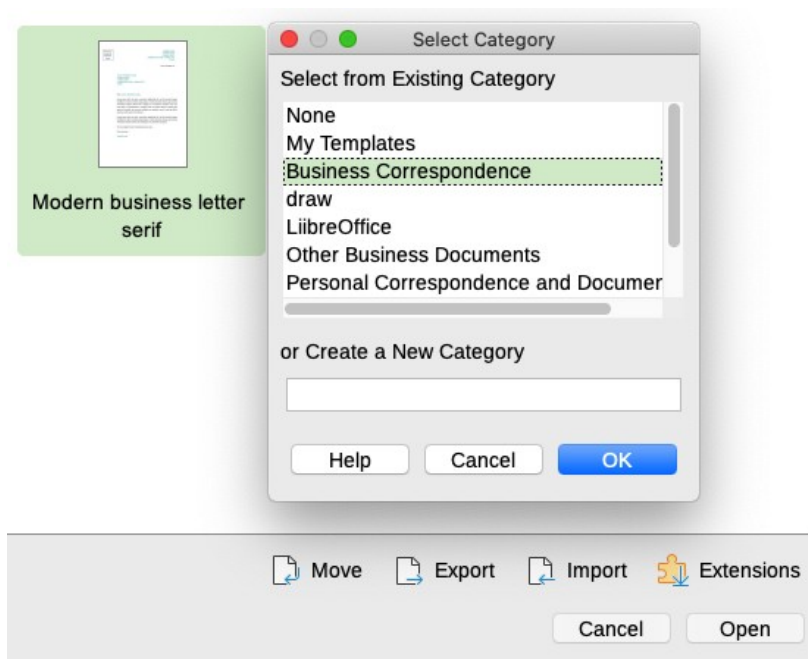 Select Category
Select from Existing Category
None
My Templates
Business Correspondence
draw
LiibreOffice
Other Business Documents
Personal Correspondence and Documer
or Create a New Category
Help Cancel OK
Modern business letter
serif
Move Export Import Extensions
Cancel Open